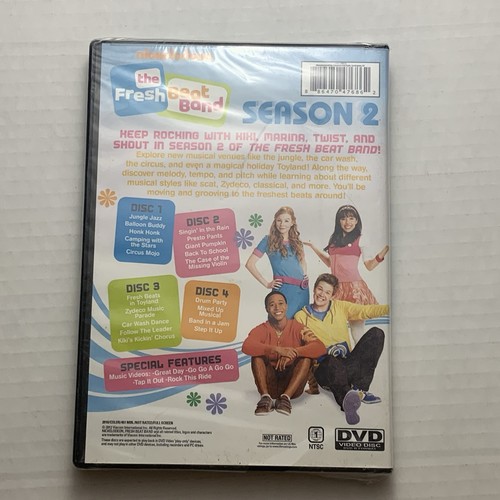 nickelodeon
the
Fresh Beat
Band
SEASON 2
KEEP ROCKING WITH KIKI, MARINA, TWIST, AND
SHOUT IN SEASON 2 OF THE FRESH BEAT BAND!
Explore new musical venues like the jungle, the car wash,
the circus, and even a magical holiday Toyland! Along the way,
discover melody, tempo, and pitch while learning about different
musical styles like scat, Zydeco, classical, and more. You'll be
moving and grooving to the freshest beats around!
DISC 1
Jungle Jazz
Balloon Buddy
Honk Honk
Camping with
the Stars
Circus Mojo
DISC 2
Singin' in the Rain
Presto Pants
Giant Pumpkin
Back To School
The Case of the
Missing Violin
DISC 3
Fresh Beats
in Toyland
Zydeco Music
Parade
Car Wash Dance
Follow The Leader
Kiki's Kickin' Chorus
DISC 4
Drum Party
Mixed Up
Musical
Band in a Jam
Step It Up
SPECIAL FEATURES
Music Videos: •Great Day •Go A Go Go
•Tap It Out •Rock This Ride
NOT RATED
1
NTSC
DVD
VIDEO DISC